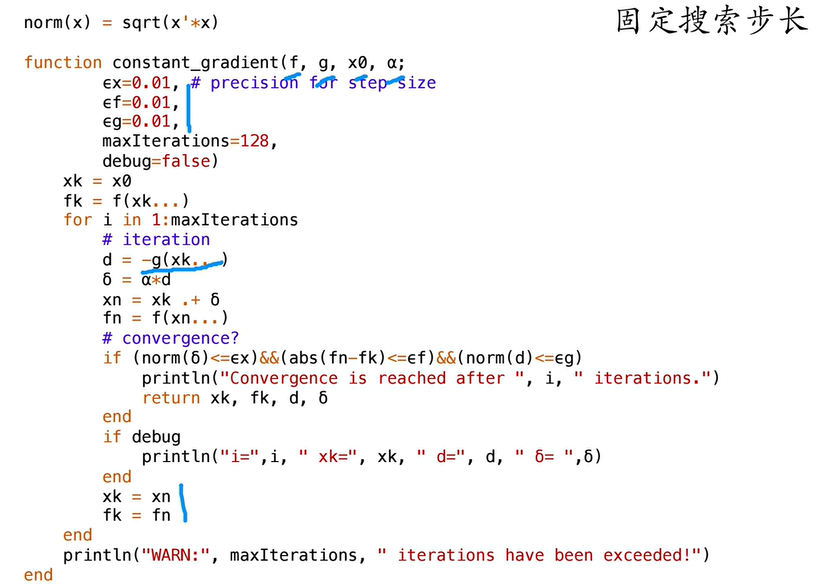 固定搜索步长
norm(x) = sqrt(x'*x)
function constant_gradient(f, g, x0, α;
ϵx=0.01, # precision for step size
ϵf=0.01,
ϵg=0.01,
maxIterations=128,
debug=false)
xk = x0
fk = f(xk...)
for i in 1:maxIterations
# iteration
d = -g(xk...)
δ = α*d
xn = xk .+ δ
fn = f(xn...)
# convergence?
if (norm(δ)<=ϵx)&&(abs(fn-fk)<=ϵf)&&(norm(d)<=ϵg)
println("Convergence is reached after ", i, " iterations.")
return xk, fk, d, δ
end
if debug
println("i=",i, " xk=", xk, " d=", d, " δ= ",δ)
end
xk = xn
fk = fn
end
println("WARN:", maxIterations, " iterations have been exceeded!")
end